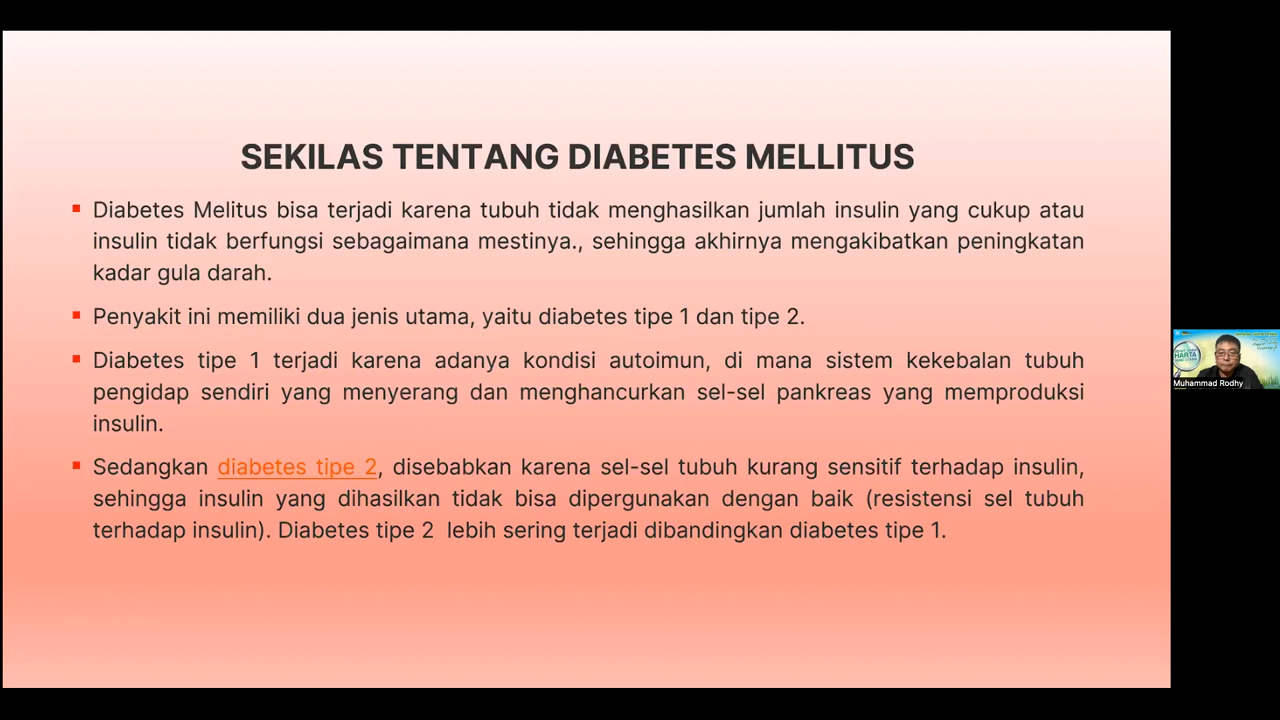 SEKILAS TENTANG DIABETES MELLITUS
Diabetes Melitus bisa terjadi karena tubuh tidak menghasilkan jumlah insulin yang cukup atau
insulin tidak berfungsi sebagaimana mestinya., sehingga akhirnya mengakibatkan peningkatan
kadar gula darah.
Penyakit ini memiliki dua jenis utama, yaitu diabetes tipe 1 dan tipe 2.
Diabetes tipe 1 terjadi karena adanya kondisi autoimun, di mana sistem kekebalan tubuh
pengidap sendiri yang menyerang dan menghancurkan sel-sel pankreas yang memproduksi
insulin.
Sedangkan diabetes tipe 2, disebabkan karena sel-sel tubuh kurang sensitif terhadap insulin,
sehingga insulin yang dihasilkan tidak bisa dipergunakan dengan baik (resistensi sel tubuh
terhadap insulin). Diabetes tipe 2 lebih sering terjadi dibandingkan diabetes tipe 1.
HARTA
Muhammad Rodhy